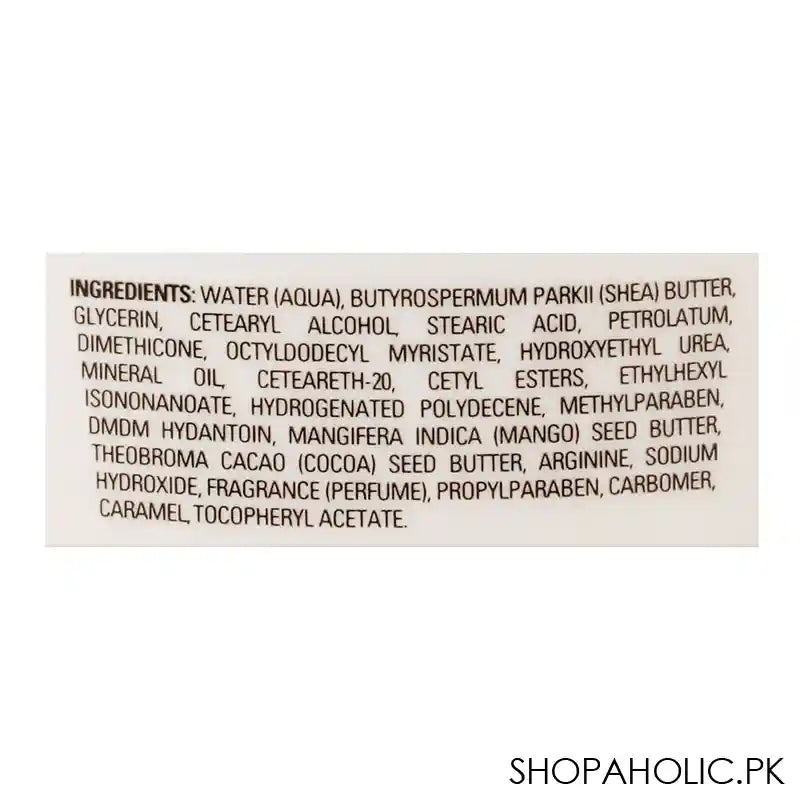 INGREDIENTS: WATER (AQUA), BUTYROSPERMUM PARKII (SHEA) BUTTER,
GLYCERIN, CETEARYL ALCOHOL, STEARIC ACID, PETROLATUM,
DIMETHICONE, OCTYLDODECYL MYRISTATE, HYDROXYETHYL UREA,
MINERAL OIL, CETEARETH-20, CETYL ESTERS, ETHYLHEXYL
ISONONANOATE, HYDROGENATED POLYDECENE, METHYLPARABEN,
DMDM HYDANTOIN, MANGIFERA INDICA (MANGO) SEED BUTTER,
THEOBROMA CACAO (COCOA) SEED BUTTER, ARGININE, SODIUM
HYDROXIDE, FRAGRANCE (PERFUME), PROPYLPARABEN, CARBOMER,
CARAMEL, TOCOPHERYL ACETATE.
SHOPAHOLIC.PK